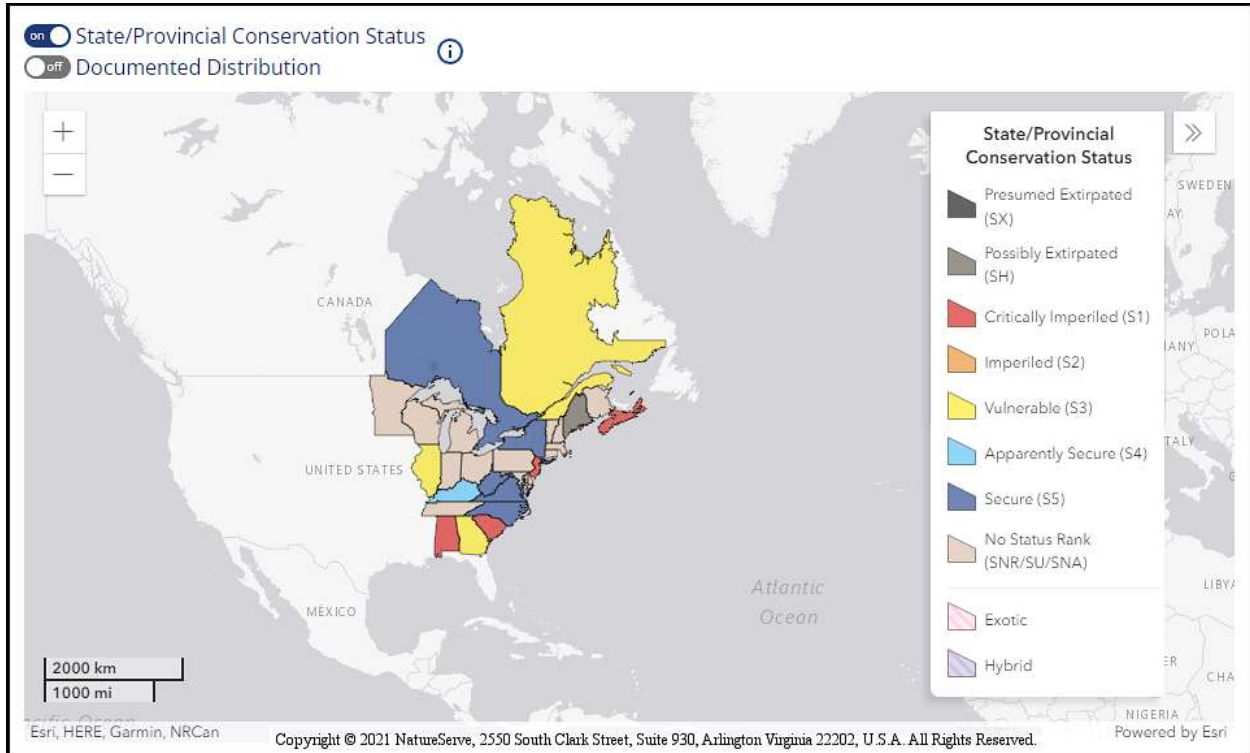 on State/Provincial Conservation Status
off Documented Distribution
i
+
−
State/Provincial
Conservation Status
Presumed Extirpated
(SX)
Possibly Extirpated
(SH)
Critically Imperiled (S1)
Imperiled (S2)
Vulnerable (S3)
Apparently Secure (S4)
Secure (S5)
No Status Rank
(SNR/SU/SNA)
Exotic
Hybrid
SWEDEN
CANADA
UNITED STATES
MÉXICO
Atlantic
Ocean
ITALY
NIGERIA
2000 km
1000 mi
Esri, HERE, Garmin, NRCan
Copyright © 2021 NatureServe, 2550 South Clark Street, Suite 930, Arlington Virginia 22202, U.S.A. All Rights Reserved.
Powered by Esri